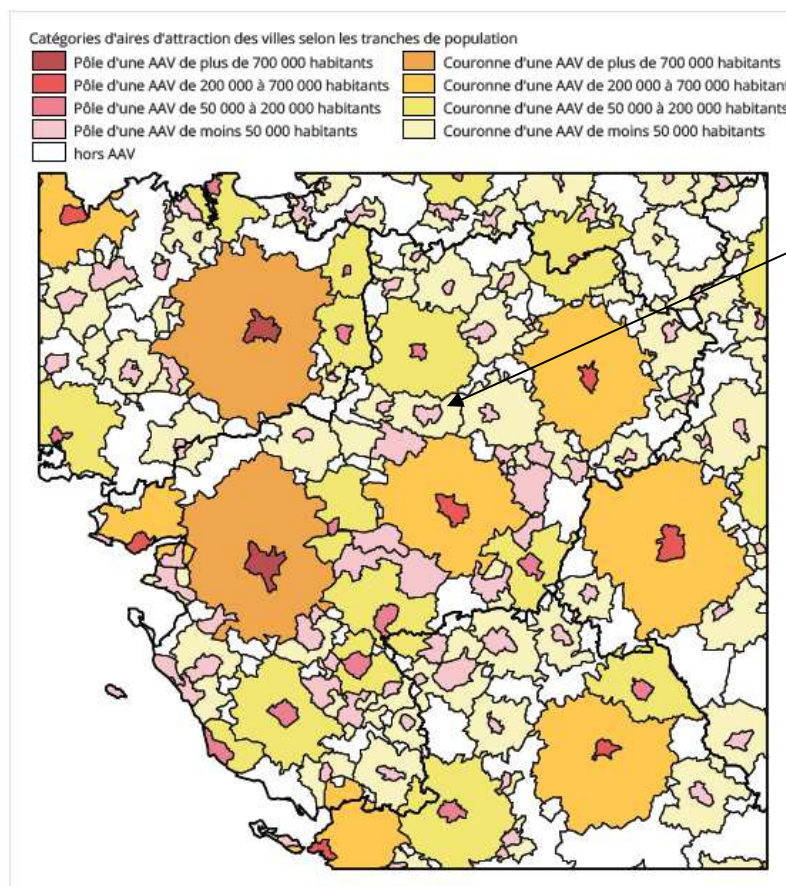 Catégories d'aires d'attraction des villes selon les tranches de population
Pôle d'une AAV de plus de 700 000 habitants
Pôle d'une AAV de 200 000 à 700 000 habitants
Pôle d'une AAV de 50 000 à 200 000 habitants
Pôle d'une AAV de moins 50 000 habitants
hors AAV
Couronne d'une AAV de plus de 700 000 habitants
Couronne d'une AAV de 200 000 à 700 000 habitant
Couronne d'une AAV de 50 000 à 200 000 habitants
Couronne d'une AAV de moins 50 000 habitants